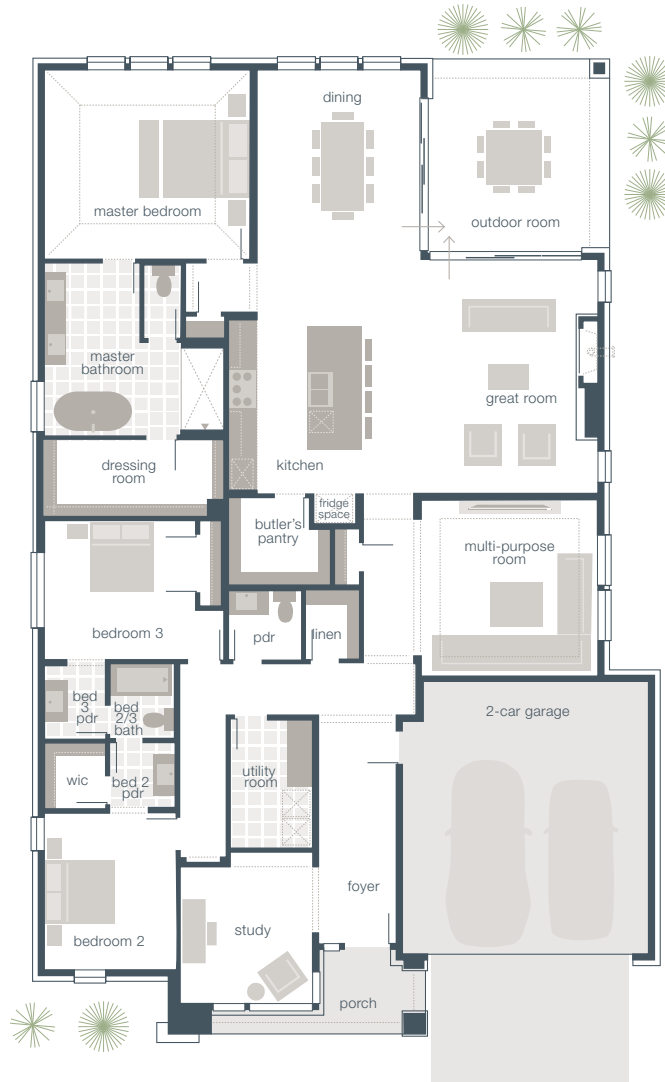 dining
master bedroom
outdoor room
master
bathroom
great room
dressing
room
kitchen
fridge
space
butler's
pantry
multi-purpose
room
bedroom 3
pdr
linen
bed
3
pdr
bed
2/3
bath
2-car garage
wic
bed 2
pdr
utility
room
foyer
study
bedroom 2
porch